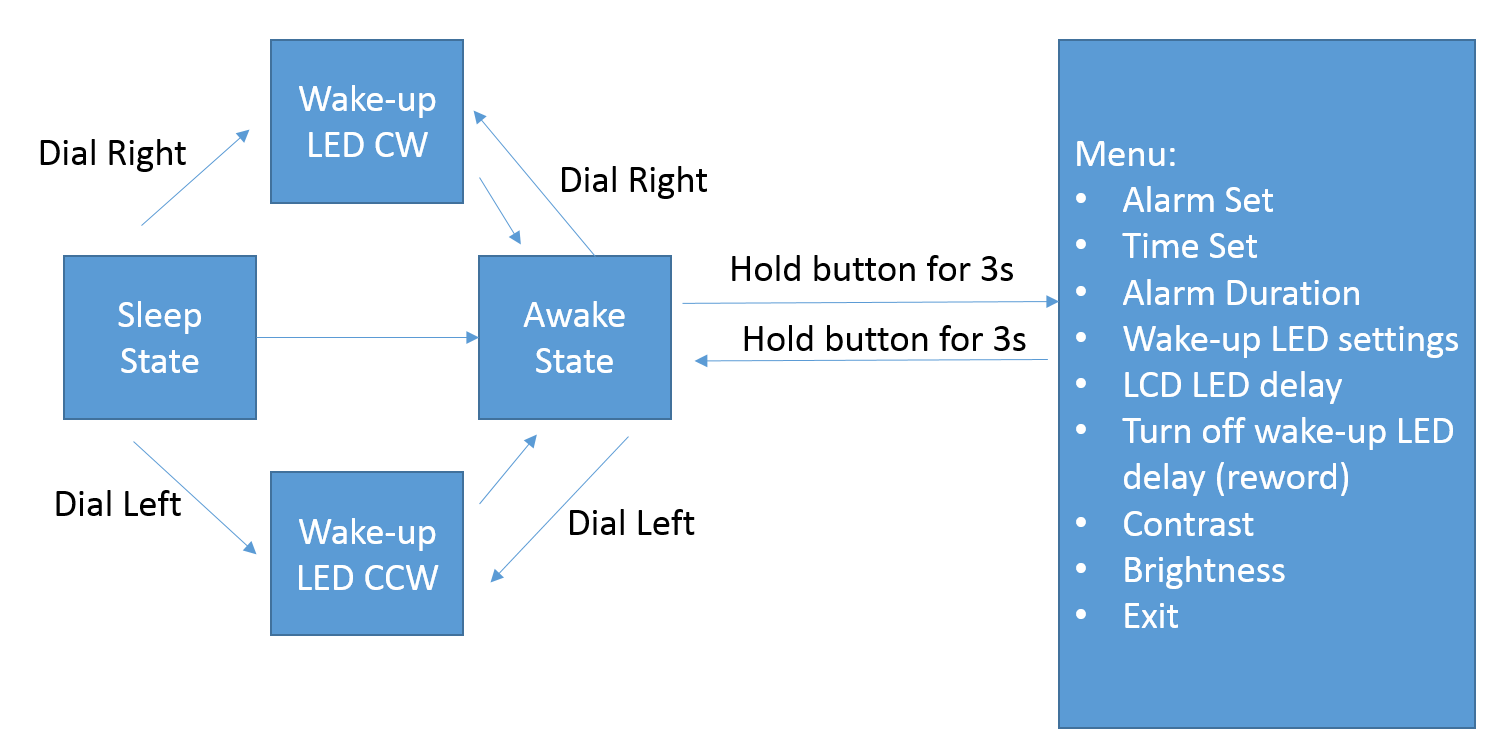 Wake-up
LED CW
Dial Right
Dial Right
Sleep
State
Awake
State
Hold button for 3s
Hold button for 3s
Dial Left
Wake-up
LED CCW
Dial Left
Menu:
• Alarm Set
• Time Set
• Alarm Duration
• Wake-up LED settings
• LCD LED delay
• Turn off wake-up LED
delay (reword)
• Contrast
• Brightness
• Exit